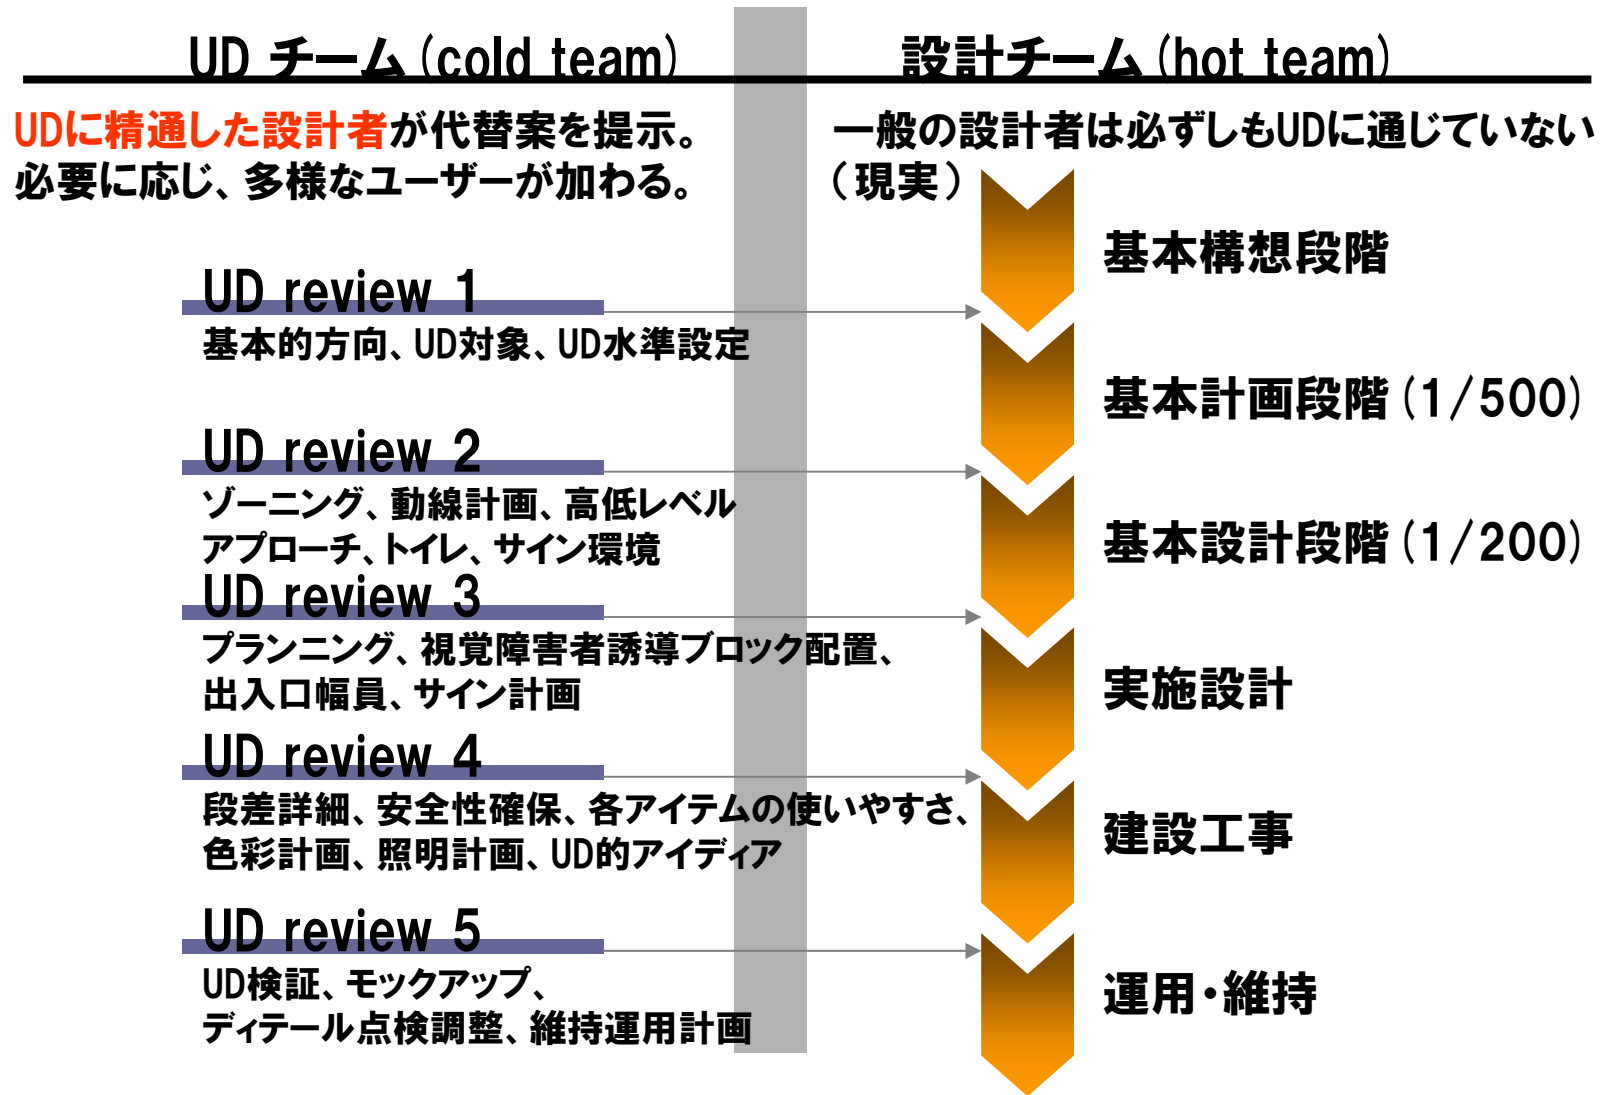 UD チーム(cold team)
UDに精通した設計者が代替案を提示。
必要に応じ、多様なユーザーが加わる。
UD review 1
基本的方向、UD対象、UD水準設定
UD review 2
ゾーニング、動線計画、高低レベル
アプローチ、トイレ、サイン環境
UD review 3
プランニング、視覚障害者誘導ブロック配置、
出入口幅員、サイン計画
UD review 4
段差詳細、安全性確保、各アイテムの使いやすさ、
色彩計画、照明計画、UD的アイディア
UD review 5
UD検証、モックアップ、
ディテール点検調整、維持運用計画
設計チーム(hot team)
一般の設計者は必ずしもUDに通じていない
（現実）
基本構想段階
基本計画段階(1/500)
基本設計段階(1/200)
実施設計
建設工事
運用・維持